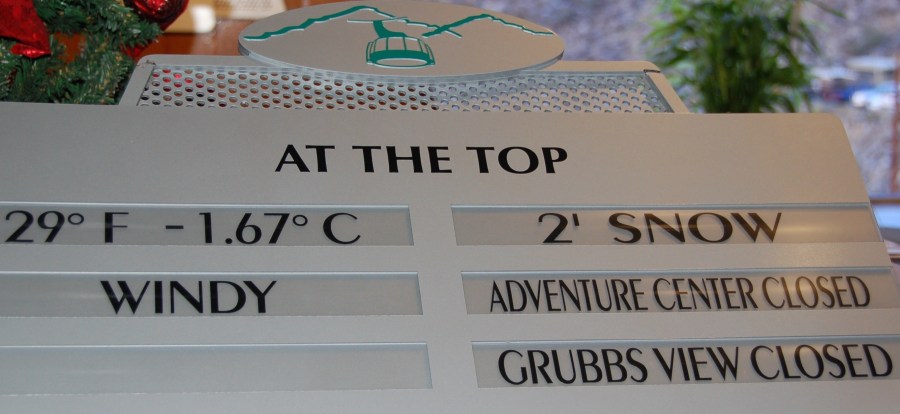 AT THE TOP
29° F -1.67° C
2' SNOW
WINDY
ADVENTURE CENTER CLOSED
GRUBBS VIEW CLOSED